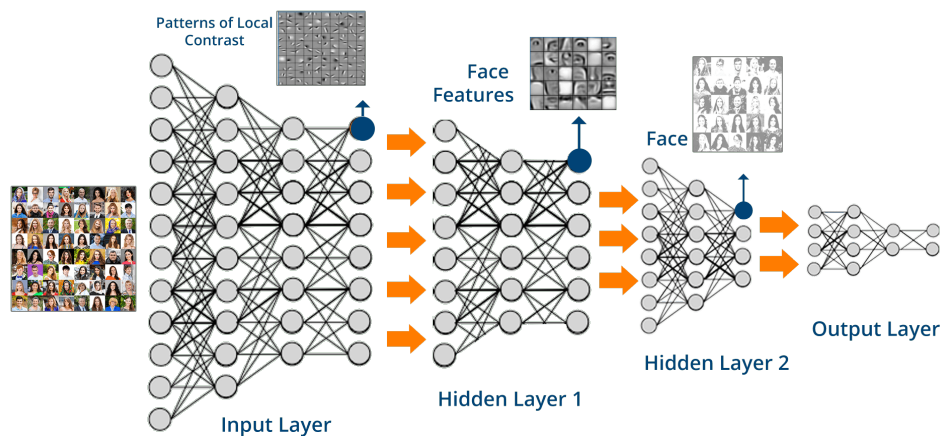 Patterns of Local
Contrast
Face
Features
Face
Input Layer
Hidden Layer 1
Hidden Layer 2
Output Layer